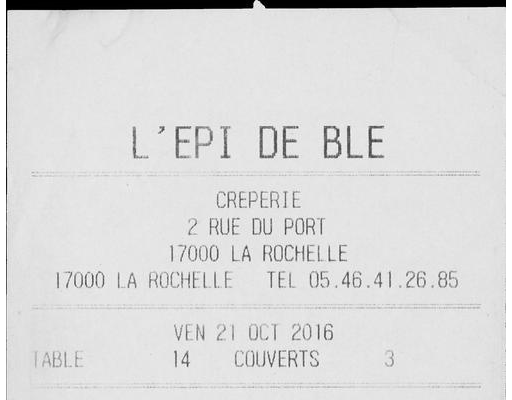 L'EPI DE BLE
CREPERIE
2 RUE DU PORT
17000 LA ROCHELLE
17000 LA ROCHELLE TEL 05.46.41.26.85
VEN 21 OCT 2016
TABLE 14 COUVERTS 3